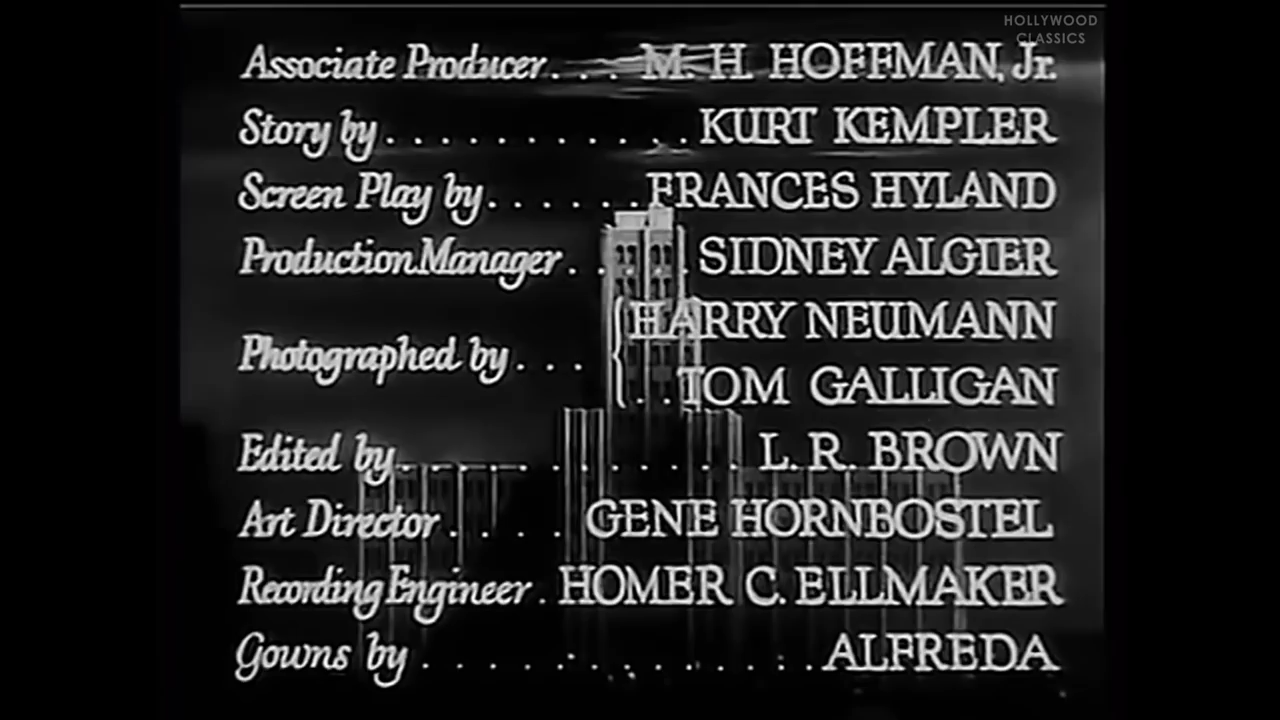 HOLLYWOOD
CLASSICS
Associate Producer. . . M. H. HOFFMAN, Jr.
Story by . . . . . . . . . . . KURT KEMPLER
Screen Play by . . . . . . FRANCES HYLAND
Production Manager . . . . SIDNEY ALGIER
Photographed by . . . { HARRY NEUMANN
. . TOM GALLIGAN
Edited by . . . . . . . . . . . . L. R. BROWN
Art Director . . . . GENE HORNBOSTEL
Recording Engineer . HOMER C. ELLMAKER
Gowns by . . . . . . . . . . . . . . ALFREDA